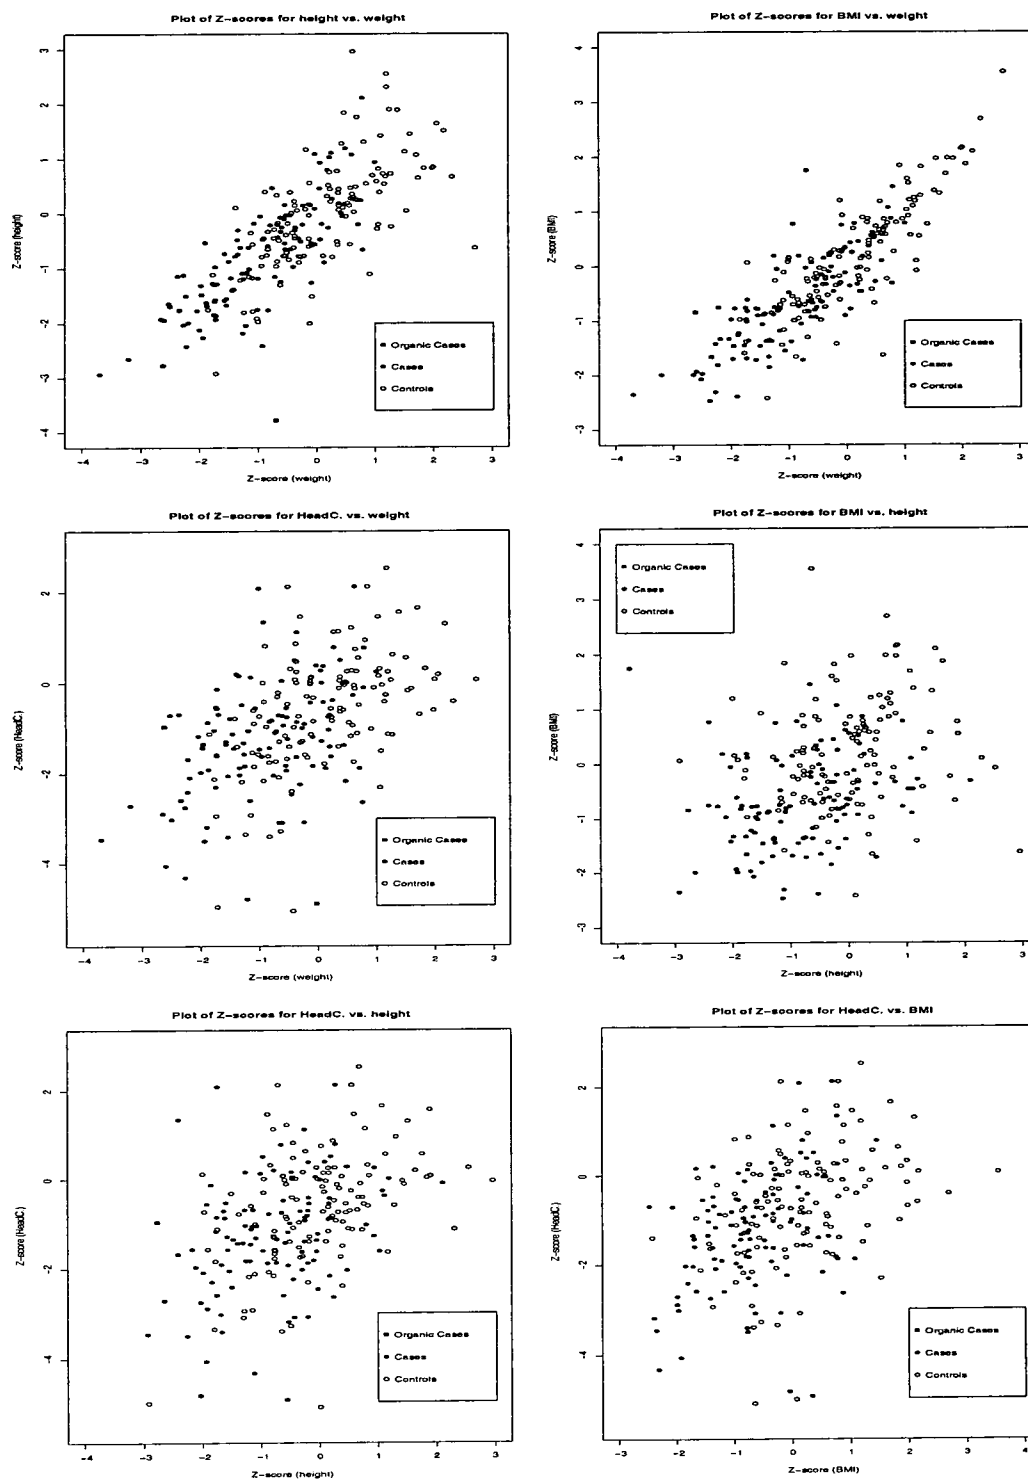 Plot of Z-scores for height vs. weight
Z-score (height)
3
2
1
0
-1
-2
-3
-4
Organic Cases
Cases
Controls
-4 -3 -2 -1 0 1 2 3
Z-score (weight)
Plot of Z-scores for BMI vs. weight
Z-score (BMI)
4
3
2
1
0
-1
-2
-3
Organic Cases
Cases
Controls
-4 -3 -2 -1 0 1 2 3
Z-score (weight)
Plot of Z-scores for HeadC. vs. weight
Z-score (HeadC.)
2
0
-2
-4
Organic Cases
Cases
Controls
-4 -3 -2 -1 0 1 2 3
Z-score (weight)
Plot of Z-scores for BMI vs. height
Z-score (BMI)
4
3
2
1
0
-1
-2
-3
Organic Cases
Cases
Controls
-4 -3 -2 -1 0 1 2 3
Z-score (height)
Plot of Z-scores for HeadC. vs. height
Z-score (HeadC.)
2
0
-2
-4
Organic Cases
Cases
Controls
-4 -3 -2 -1 0 1 2 3
Z-score (height)
Plot of Z-scores for HeadC. vs. BMI
Z-score (HeadC.)
2
0
-2
-4
Organic Cases
Cases
Controls
-3 -2 -1 0 1 2 3 4
Z-score (BMI)